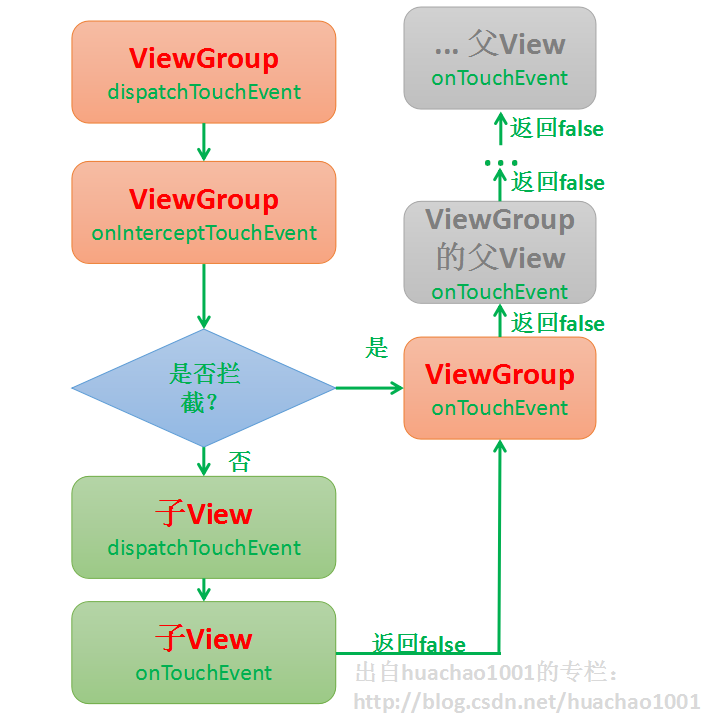 ViewGroup
dispatchTouchEvent
ViewGroup
onInterceptTouchEvent
是否拦
截？
是
否
子View
dispatchTouchEvent
子View
onTouchEvent
返回false
ViewGroup
onTouchEvent
返回false
ViewGroup
的父View
onTouchEvent
返回false
...
返回false
... 父View
onTouchEvent
出自huachao1001的专栏：
http://blog.csdn.net/huachao1001